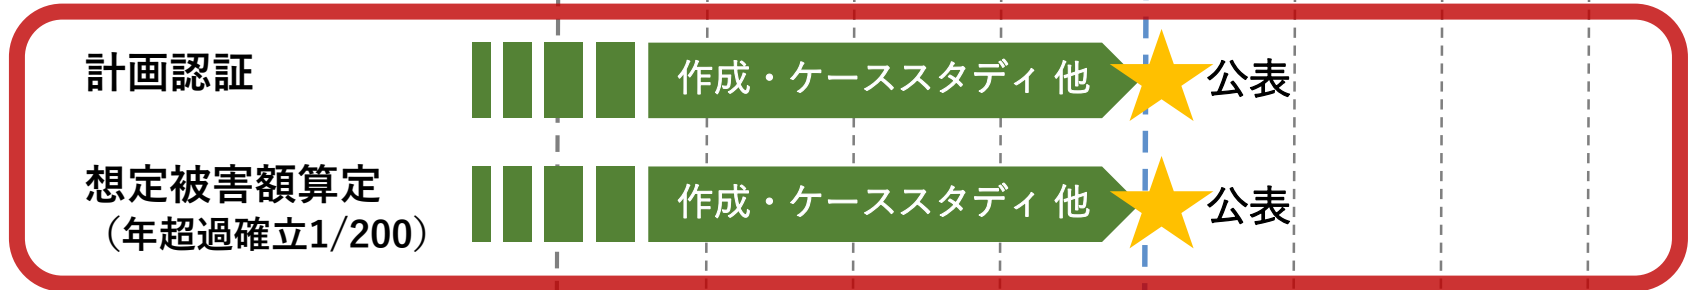 計画認証
作成・ケーススタディ 他
公表
想定被害額算定
（年超過確立1/200）
作成・ケーススタディ 他
公表